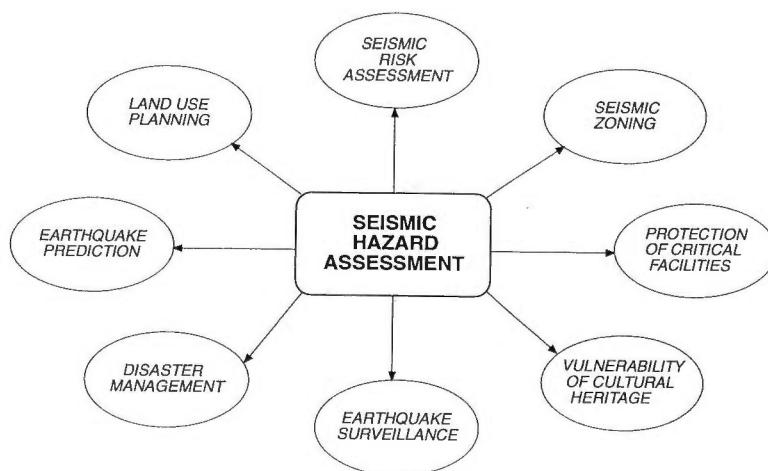 SEISMIC
RISK
ASSESSMENT
LAND USE
PLANNING
SEISMIC
ZONING
SEISMIC
HAZARD
ASSESSMENT
EARTHQUAKE
PREDICTION
PROTECTION
OF CRITICAL
FACILITIES
DISASTER
MANAGEMENT
VULNERABILITY
OF CULTURAL
HERITAGE
EARTHQUAKE
SURVEILLANCE